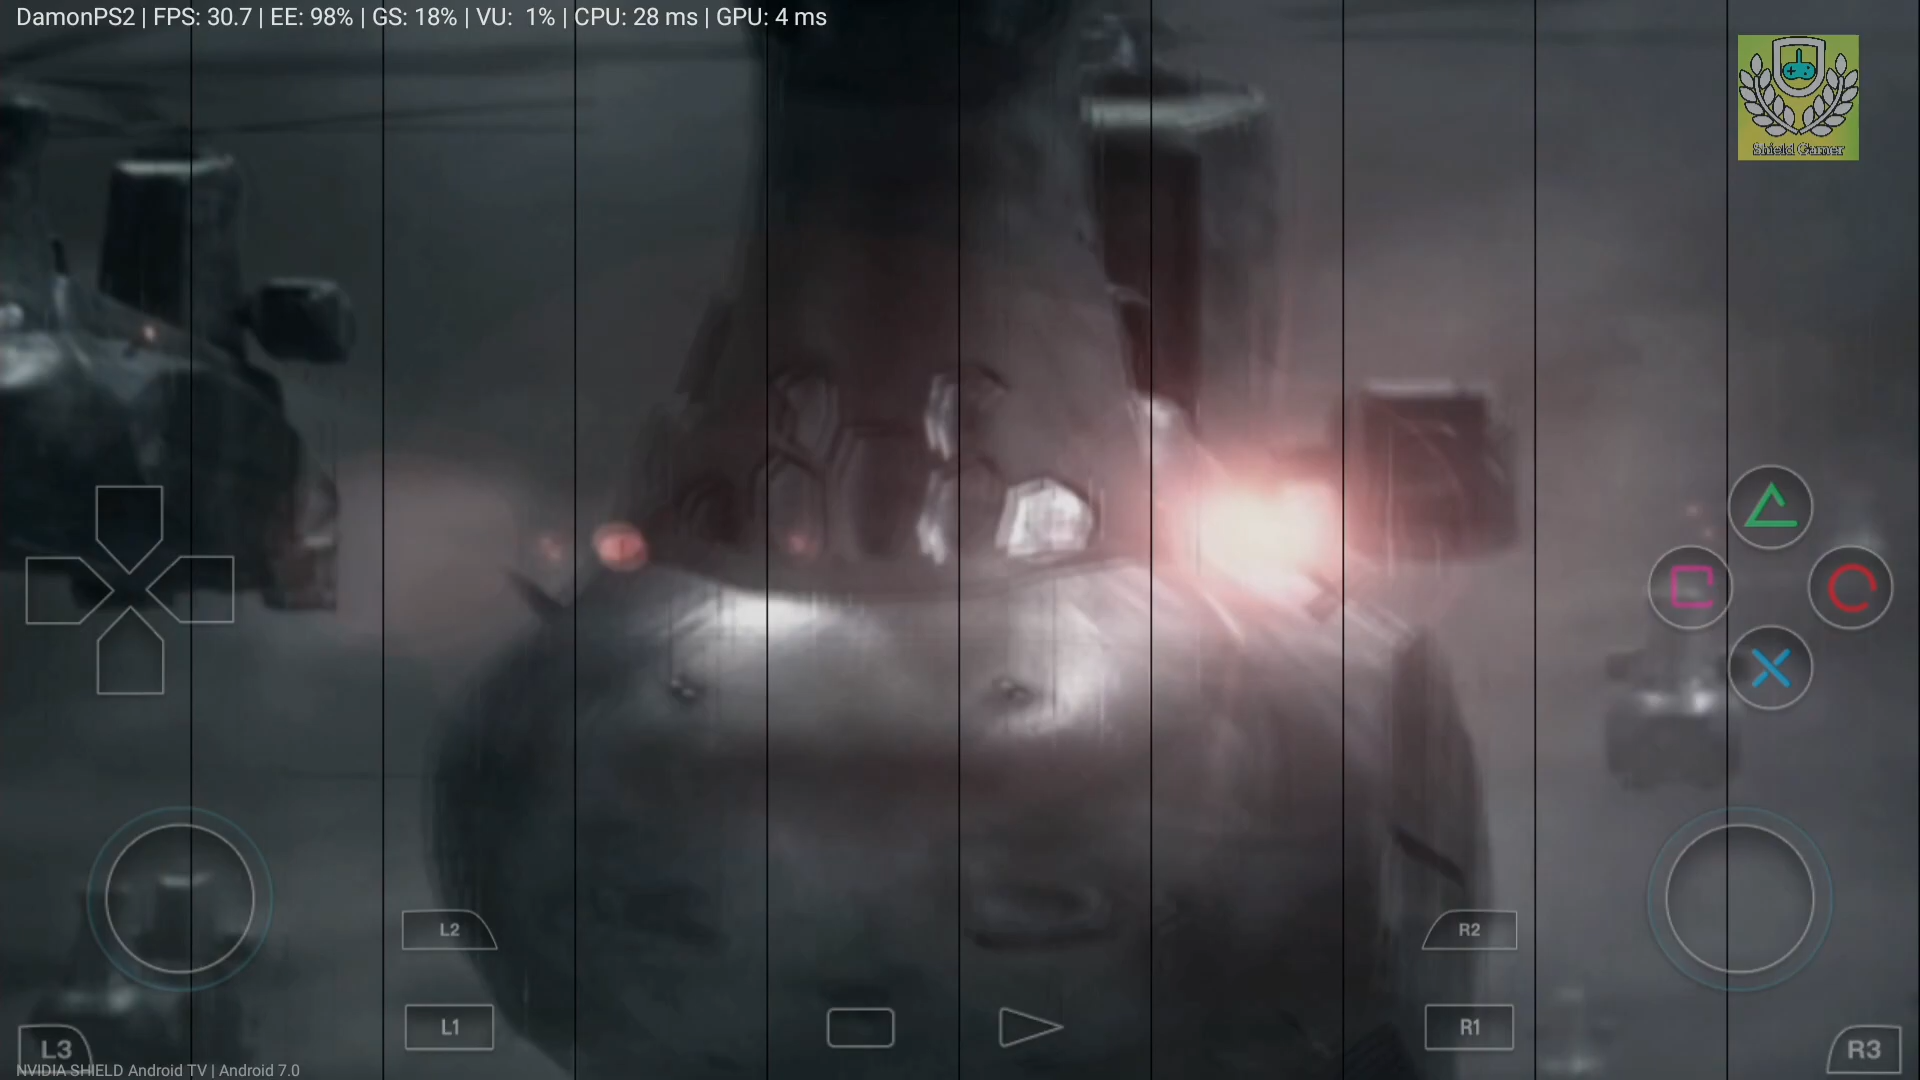 DamonPS2 | FPS: 30.7 | EE: 98% | GS: 18% | VU: 1% | CPU: 28 ms | GPU: 4 ms
Shield Gamer
L2
R2
L1
R1
L3
R3
NVIDIA SHIELD Android TV | Android 7.0